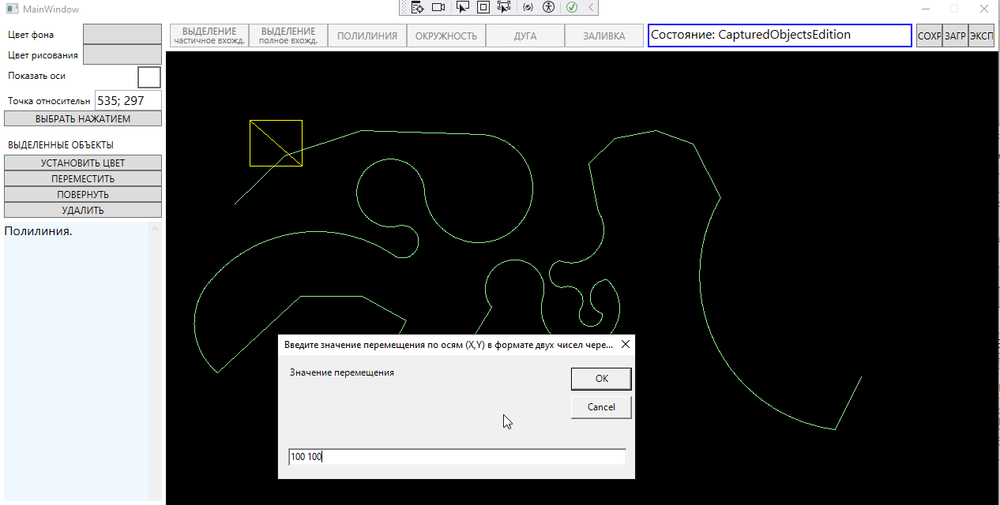 MainWindow
Цвет фона
Цвет рисования
Показать оси
Точка относительн 535; 297
ВЫБРАТЬ НАЖАТИЕМ
ВЫДЕЛЕННЫЕ ОБЪЕКТЫ
УСТАНОВИТЬ ЦВЕТ
ПЕРЕМЕСТИТЬ
ПОВЕРНУТЬ
УДАЛИТЬ
Полилиния.
ВЫДЕЛЕНИЕ
частичное вхожд.
ВЫДЕЛЕНИЕ
полное вхожд.
ПОЛИЛИНИЯ
ОКРУЖНОСТЬ
ДУГА
ЗАЛИВКА
Состояние: CapturedObjectsEdition
СОХР
ЗАГР
ЭКСП
Введите значение перемещения по осям (X,Y) в формате двух чисел чере...
Значение перемещения
OK
Cancel
100 100